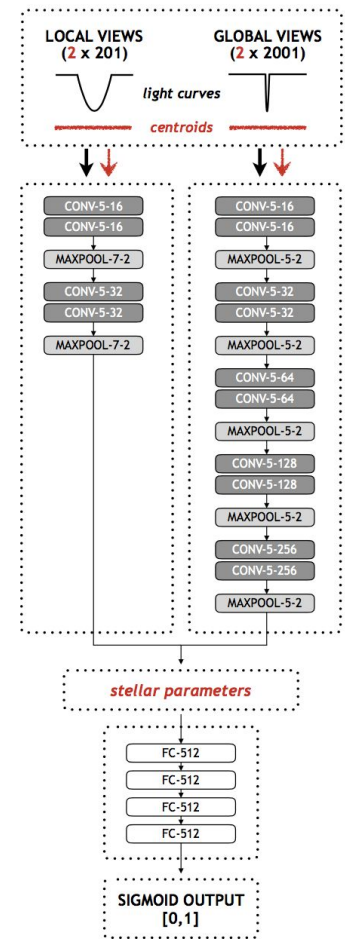 LOCAL VIEWS
(2 x 201)
GLOBAL VIEWS
(2 x 2001)
light curves
centroids
CONV-5-16
CONV-5-16
MAXPOOL-7-2
CONV-5-32
CONV-5-32
MAXPOOL-7-2
CONV-5-16
CONV-5-16
MAXPOOL-5-2
CONV-5-32
CONV-5-32
MAXPOOL-5-2
CONV-5-64
CONV-5-64
MAXPOOL-5-2
CONV-5-128
CONV-5-128
MAXPOOL-5-2
CONV-5-256
CONV-5-256
MAXPOOL-5-2
stellar parameters
FC-512
FC-512
FC-512
FC-512
SIGMOID OUTPUT
[0,1]